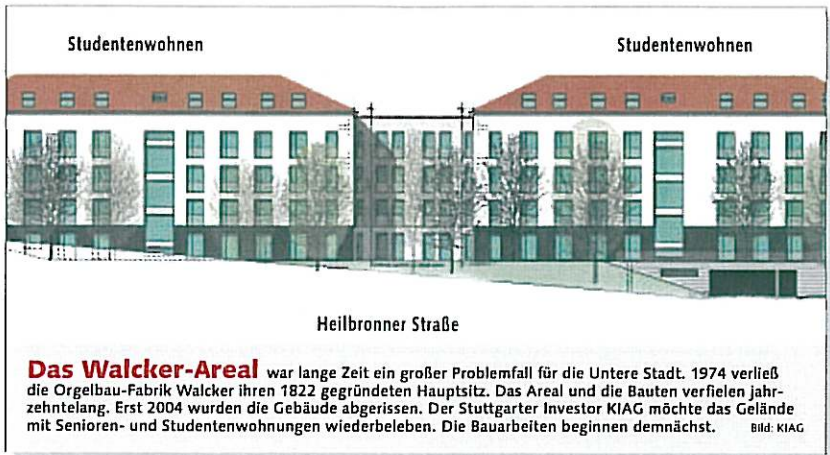 Studentenwohnen Studentenwohnen
Heilbronner Straße
Das Walcker-Areal war lange Zeit ein großer Problemfall für die Untere Stadt. 1974 verließ
die Orgelbau-Fabrik Walcker ihren 1822 gegründeten Hauptsitz. Das Areal und die Bauten verfielen jahr-
zehntelang. Erst 2004 wurden die Gebäude abgerissen. Der Stuttgarter Investor KIAG möchte das Gelände
mit Senioren- und Studentenwohnungen wiederbeleben. Die Bauarbeiten beginnen demnächst. Bild: KIAG